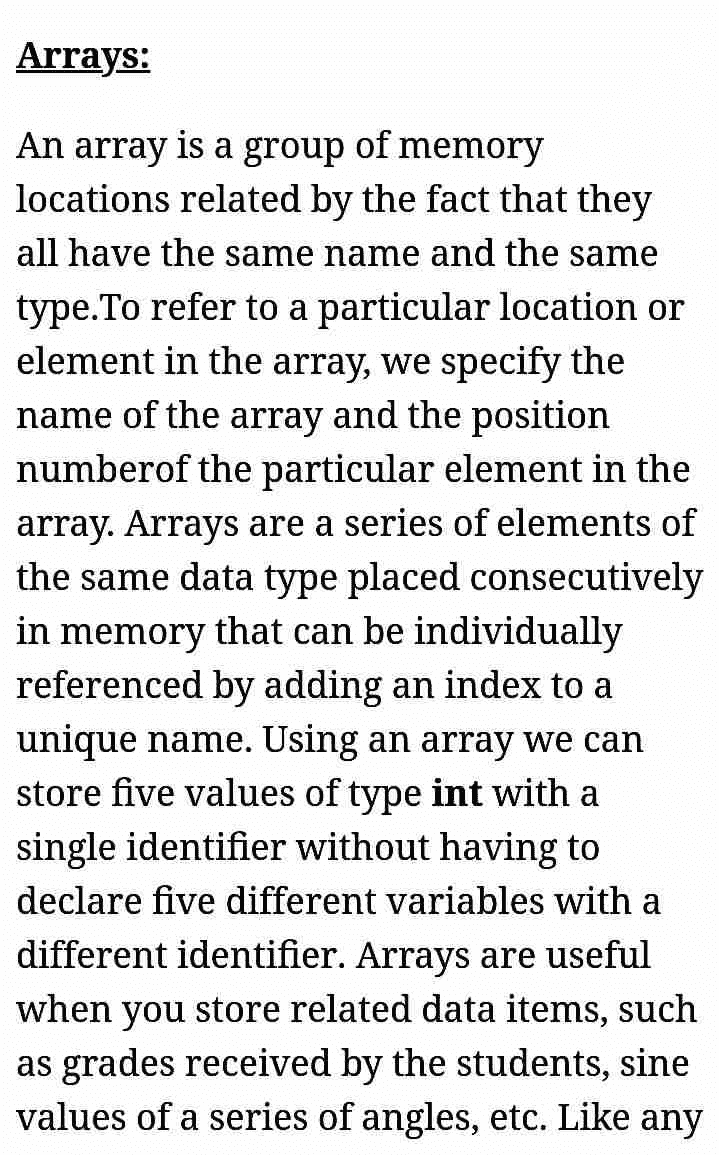 Arrays:
An array is a group of memory
locations related by the fact that they
all have the same name and the same
type.To refer to a particular location or
element in the array, we specify the
name of the array and the position
numberof the particular element in the
array. Arrays are a series of elements of
the same data type placed consecutively
in memory that can be individually
referenced by adding an index to a
unique name. Using an array we can
store five values of type int with a
single identifier without having to
declare five different variables with a
different identifier. Arrays are useful
when you store related data items, such
as grades received by the students, sine
values of a series of angles, etc. Like any